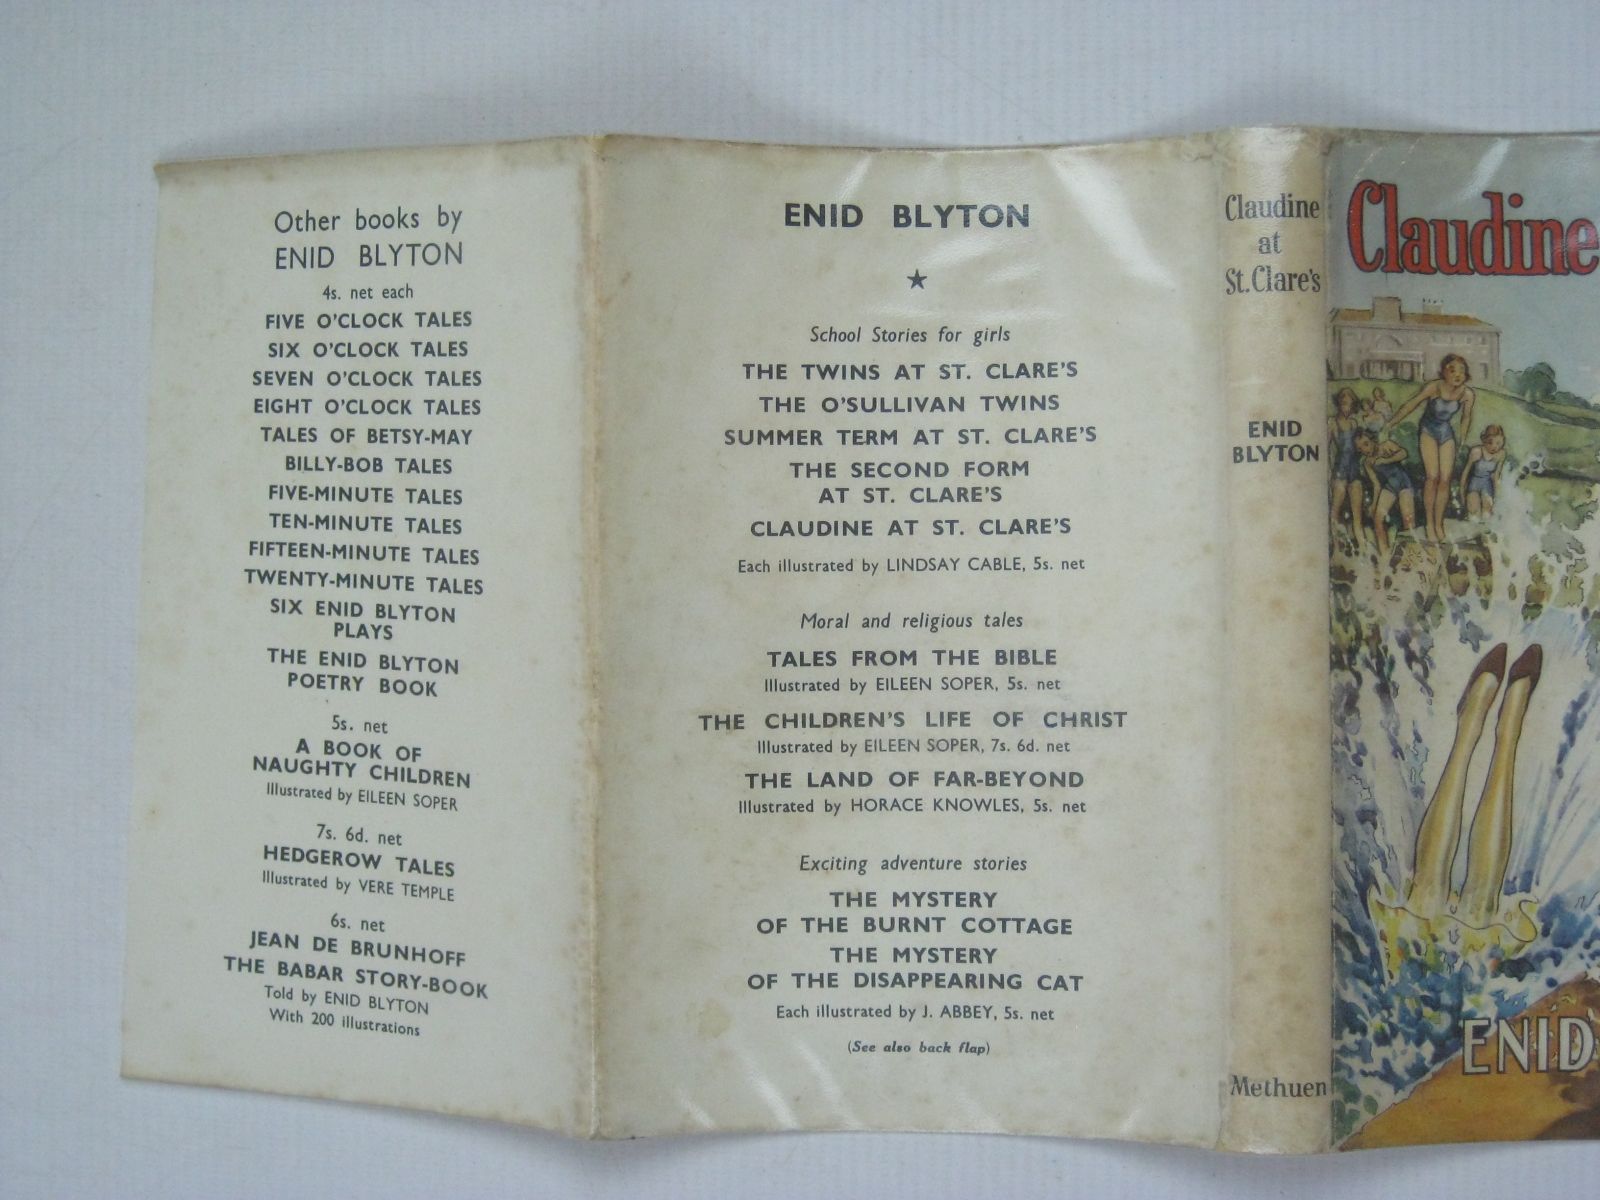 Other books by
ENID BLYTON
4s. net each
FIVE O'CLOCK TALES
SIX O'CLOCK TALES
SEVEN O'CLOCK TALES
EIGHT O'CLOCK TALES
TALES OF BETSY-MAY
BILLY-BOB TALES
FIVE-MINUTE TALES
TEN-MINUTE TALES
FIFTEEN-MINUTE TALES
TWENTY-MINUTE TALES
SIX ENID BLYTON
PLAYS
THE ENID BLYTON
POETRY BOOK
5s. net
A BOOK OF
NAUGHTY CHILDREN
Illustrated by EILEEN SOPER
7s. 6d. net
HEDGEROW TALES
Illustrated by VERE TEMPLE
6s. net
JEAN DE BRUNHOFF
THE BABAR STORY-BOOK
Told by ENID BLYTON
With 200 illustrations
ENID BLYTON
★
School Stories for girls
THE TWINS AT ST. CLARE'S
THE O'SULLIVAN TWINS
SUMMER TERM AT ST. CLARE'S
THE SECOND FORM
AT ST. CLARE'S
CLAUDINE AT ST. CLARE'S
Each illustrated by LINDSAY CABLE, 5s. net
Moral and religious tales
TALES FROM THE BIBLE
Illustrated by EILEEN SOPER, 5s. net
THE CHILDREN'S LIFE OF CHRIST
Illustrated by EILEEN SOPER, 7s. 6d. net
THE LAND OF FAR-BEYOND
Illustrated by HORACE KNOWLES, 5s. net
Exciting adventure stories
THE MYSTERY
OF THE BURNT COTTAGE
THE MYSTERY
OF THE DISAPPEARING CAT
Each illustrated by J. ABBEY, 5s. net
(See also back flap)
Claudine
at
St. Clare's
ENID
BLYTON
Methuen
Claudine
ENID